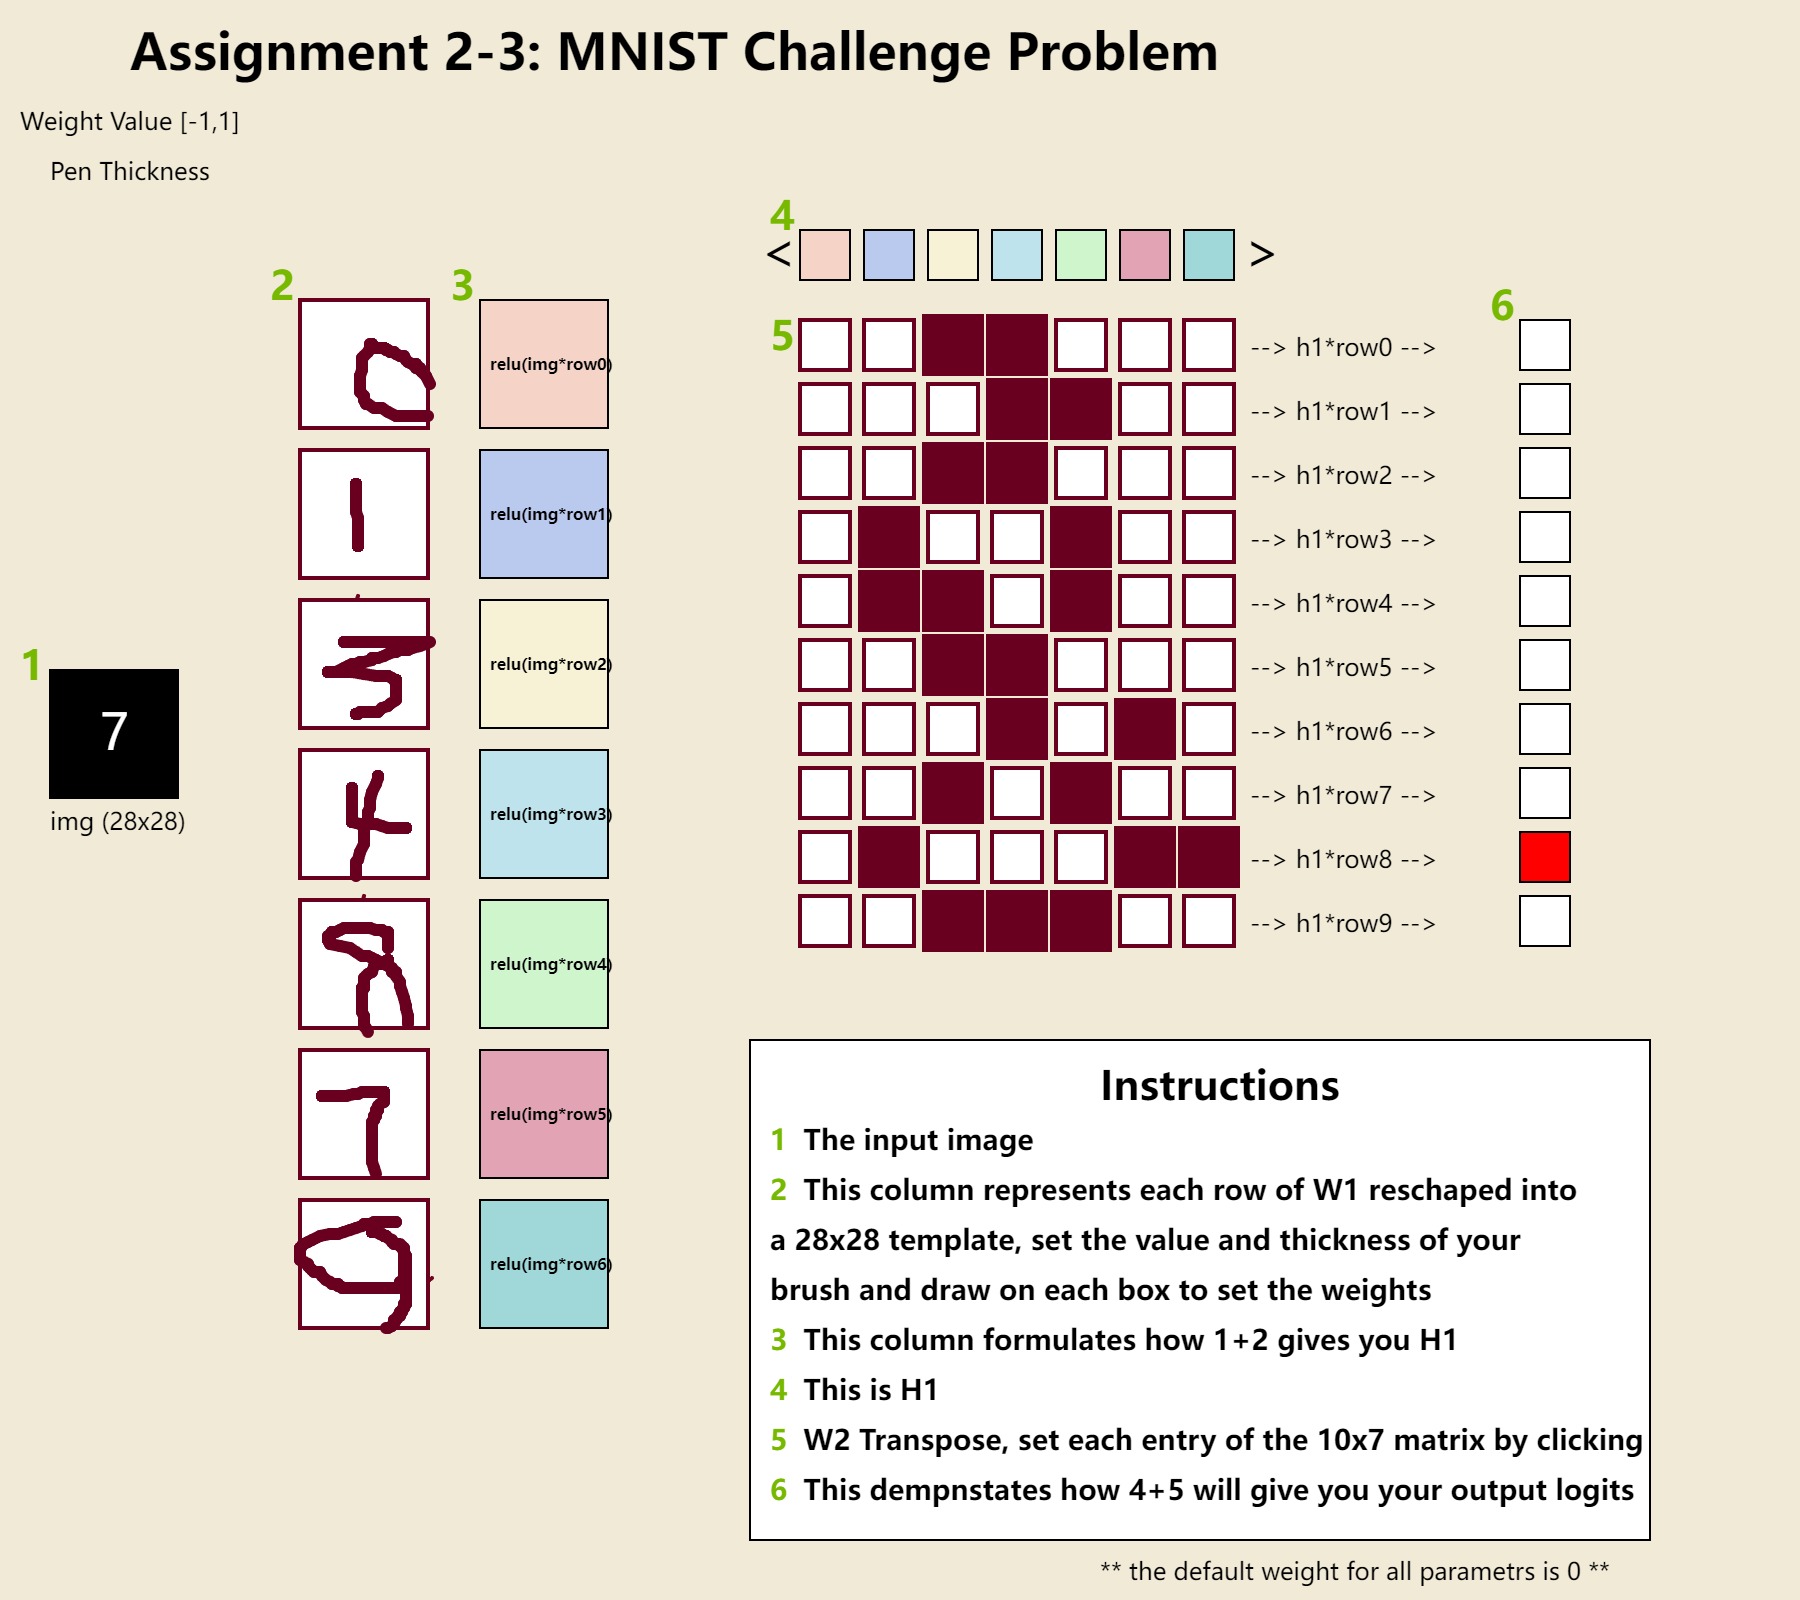 Assignment 2-3: MNIST Challenge Problem
Weight Value [-1,1]
Pen Thickness
1
7
img (28x28)
2
0
1
3
4
7
9
3
relu(img*row0)
relu(img*row1)
relu(img*row2)
relu(img*row3)
relu(img*row4)
relu(img*row5)
relu(img*row6)
4
< >
5
--> h1*row0 -->
--> h1*row1 -->
--> h1*row2 -->
--> h1*row3 -->
--> h1*row4 -->
--> h1*row5 -->
--> h1*row6 -->
--> h1*row7 -->
--> h1*row8 -->
--> h1*row9 -->
6
Instructions
1 The input image
2 This column represents each row of W1 reschaped into
a 28x28 template, set the value and thickness of your
brush and draw on each box to set the weights
3 This column formulates how 1+2 gives you H1
4 This is H1
5 W2 Transpose, set each entry of the 10x7 matrix by clicking
6 This dempnstates how 4+5 will give you your output logits
** the default weight for all parametrs is 0 **